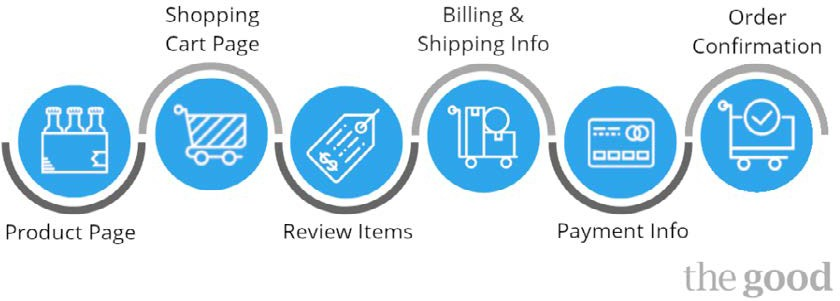 Product Page
Shopping
Cart Page
Review Items
Billing &
Shipping Info
Payment Info
Order
Confirmation
the good